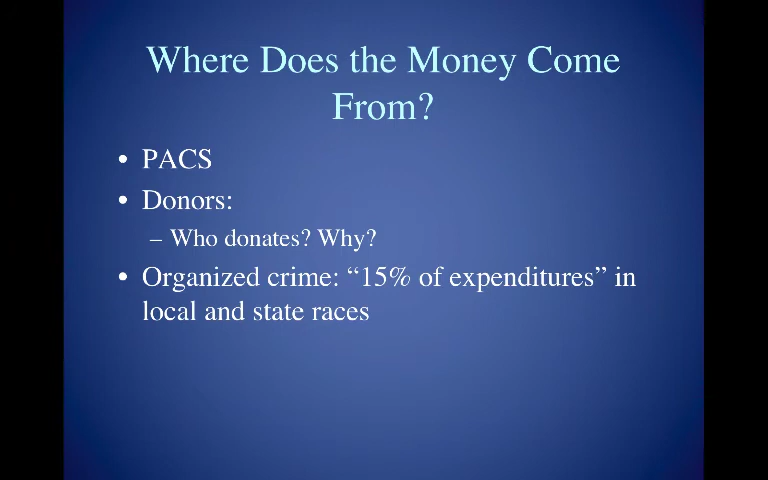 Where Does the Money Come
From?
• PACS
• Donors:
– Who donates? Why?
• Organized crime: “15% of expenditures” in
local and state races